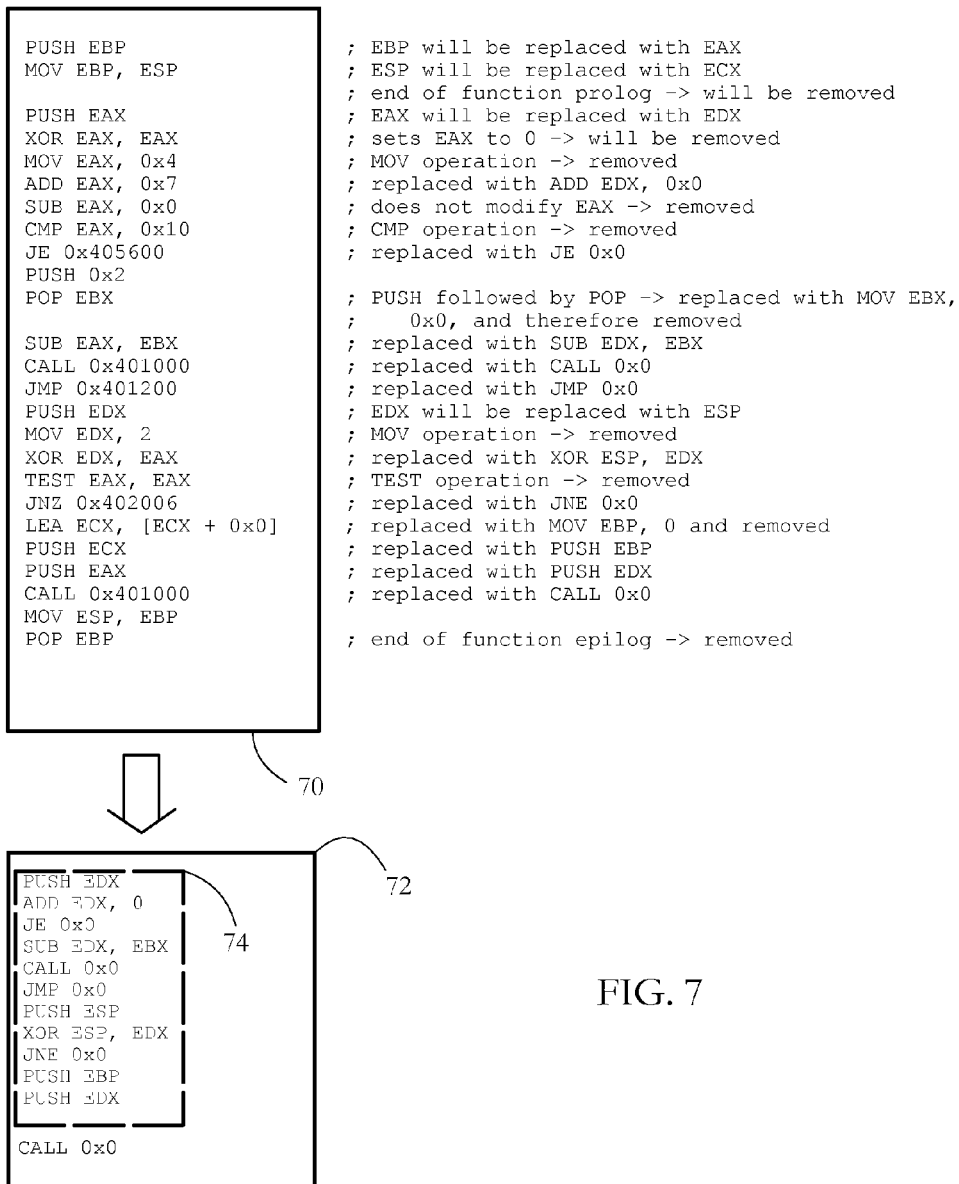 PUSH EBP ; EBP will be replaced with EAX
MOV EBP, ESP ; ESP will be replaced with ECX
; end of function prolog -> will be removed
PUSH EAX ; EAX will be replaced with EDX
XOR EAX, EAX ; sets EAX to 0 -> will be removed
MOV EAX, 0x4 ; MOV operation -> removed
ADD EAX, 0x7 ; replaced with ADD EDX, 0x0
SUB EAX, 0x0 ; does not modify EAX -> removed
CMP EAX, 0x10 ; CMP operation -> removed
JE 0x405600 ; replaced with JE 0x0
PUSH 0x2
POP EBX ; PUSH followed by POP -> replaced with MOV EBX,
; 0x0, and therefore removed
SUB EAX, EBX ; replaced with SUB EDX, EBX
CALL 0x401000 ; replaced with CALL 0x0
JMP 0x401200 ; replaced with JMP 0x0
PUSH EDX ; EDX will be replaced with ESP
MOV EDX, 2 ; MOV operation -> removed
XOR EDX, EAX ; replaced with XOR ESP, EDX
TEST EAX, EAX ; TEST operation -> removed
JNZ 0x402006 ; replaced with JNE 0x0
LEA ECX, [ECX + 0x0] ; replaced with MOV EBP, 0 and removed
PUSH ECX ; replaced with PUSH EBP
PUSH EAX ; replaced with PUSH EDX
CALL 0x401000 ; replaced with CALL 0x0
MOV ESP, EBP
POP EBP ; end of function epilog -> removed
70
72
74
PUSH EDX
ADD EDX, 0
JE 0x0
SUB EDX, EBX
CALL 0x0
JMP 0x0
PUSH ESP
XOR ESP, EDX
JNE 0x0
PUSH EBP
PUSH EDX
CALL 0x0
FIG. 7